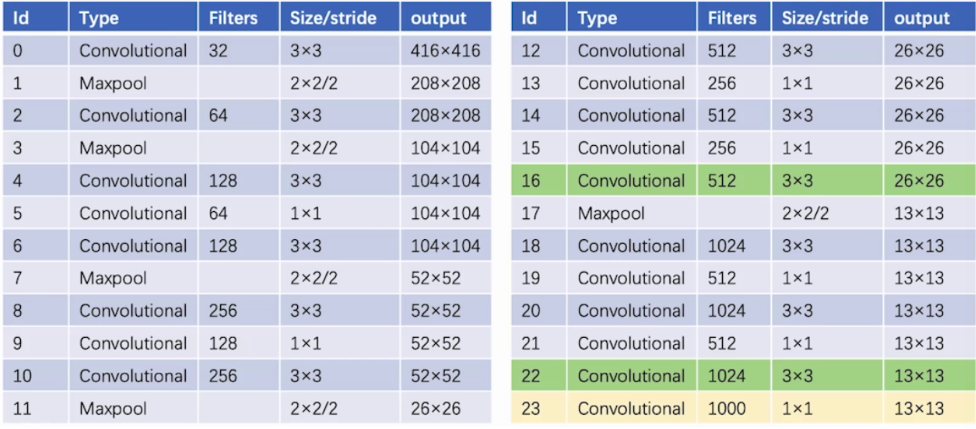 Id Type Filters Size/stride output
0 Convolutional 32 3×3 416×416
1 Maxpool 2×2/2 208×208
2 Convolutional 64 3×3 208×208
3 Maxpool 2×2/2 104×104
4 Convolutional 128 3×3 104×104
5 Convolutional 64 1×1 104×104
6 Convolutional 128 3×3 104×104
7 Maxpool 2×2/2 52×52
8 Convolutional 256 3×3 52×52
9 Convolutional 128 1×1 52×52
10 Convolutional 256 3×3 52×52
11 Maxpool 2×2/2 26×26
Id Type Filters Size/stride output
12 Convolutional 512 3×3 26×26
13 Convolutional 256 1×1 26×26
14 Convolutional 512 3×3 26×26
15 Convolutional 256 1×1 26×26
16 Convolutional 512 3×3 26×26
17 Maxpool 2×2/2 13×13
18 Convolutional 1024 3×3 13×13
19 Convolutional 512 1×1 13×13
20 Convolutional 1024 3×3 13×13
21 Convolutional 512 1×1 13×13
22 Convolutional 1024 3×3 13×13
23 Convolutional 1000 1×1 13×13